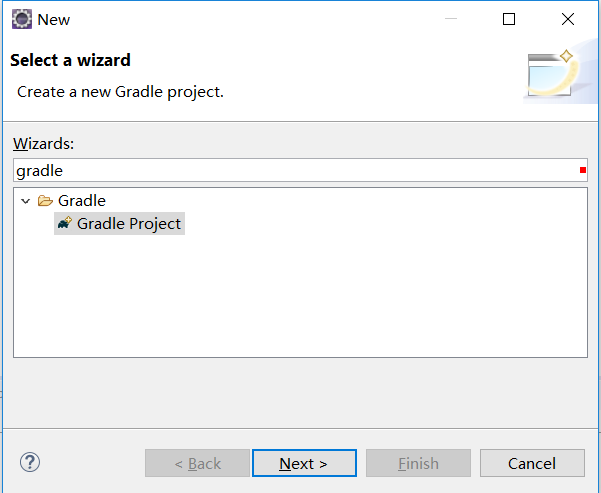 New
Select a wizard
Create a new Gradle project.
Wizards:
gradle
Gradle
Gradle Project
?
< Back
Next >
Finish
Cancel